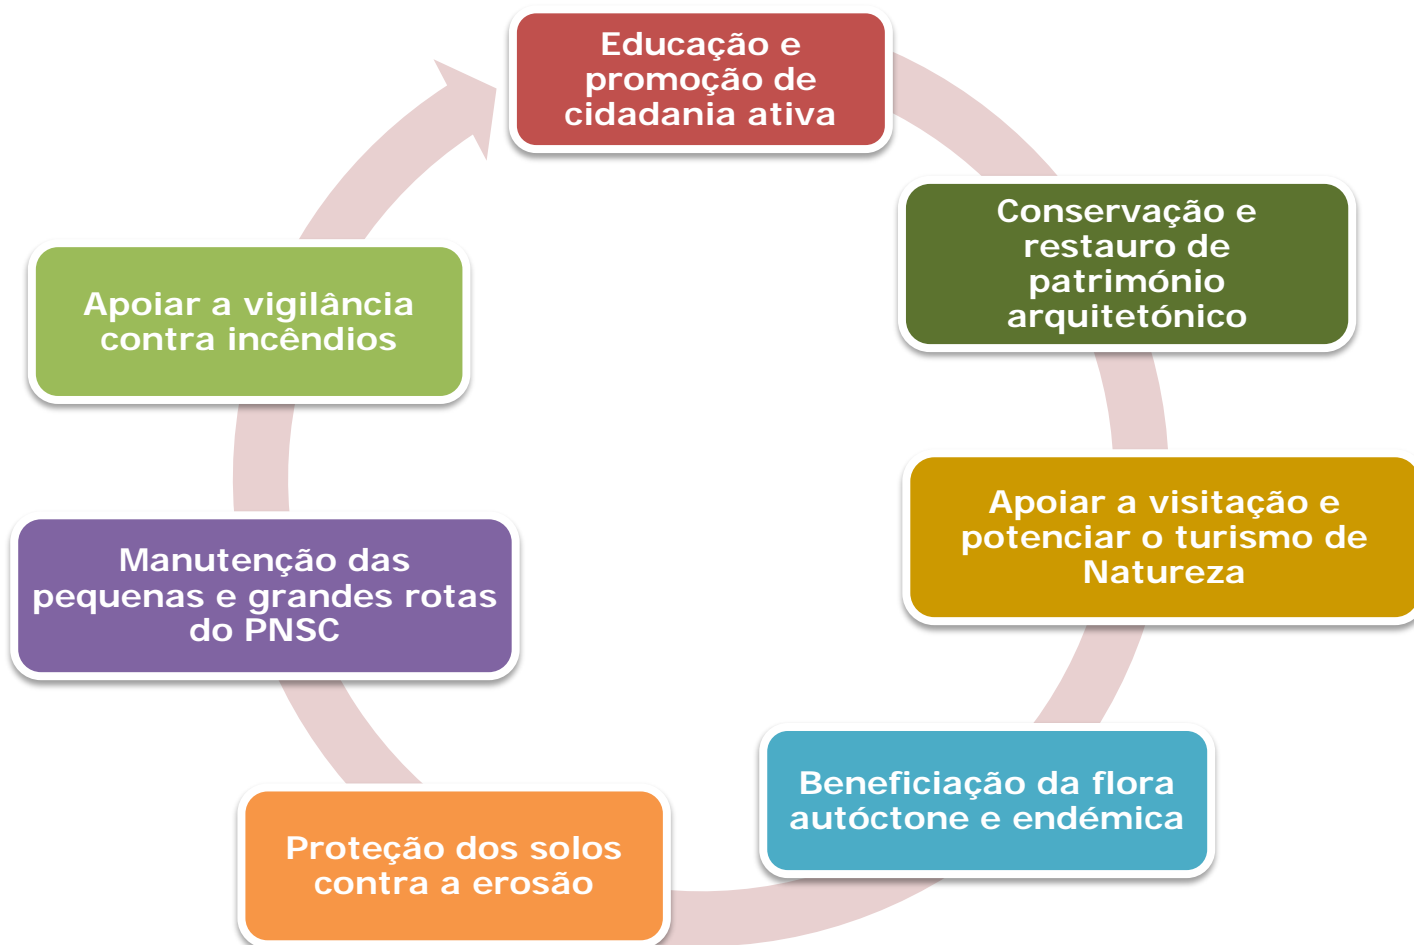 Educação e
promoção de
cidadania ativa
Conservação e
restauro de
património
arquitetónico
Apoiar a visitação e
potenciar o turismo de
Natureza
Beneficiação da flora
autóctone e endémica
Proteção dos solos
contra a erosão
Manutenção das
pequenas e grandes rotas
do PNSC
Apoiar a vigilância
contra incêndios